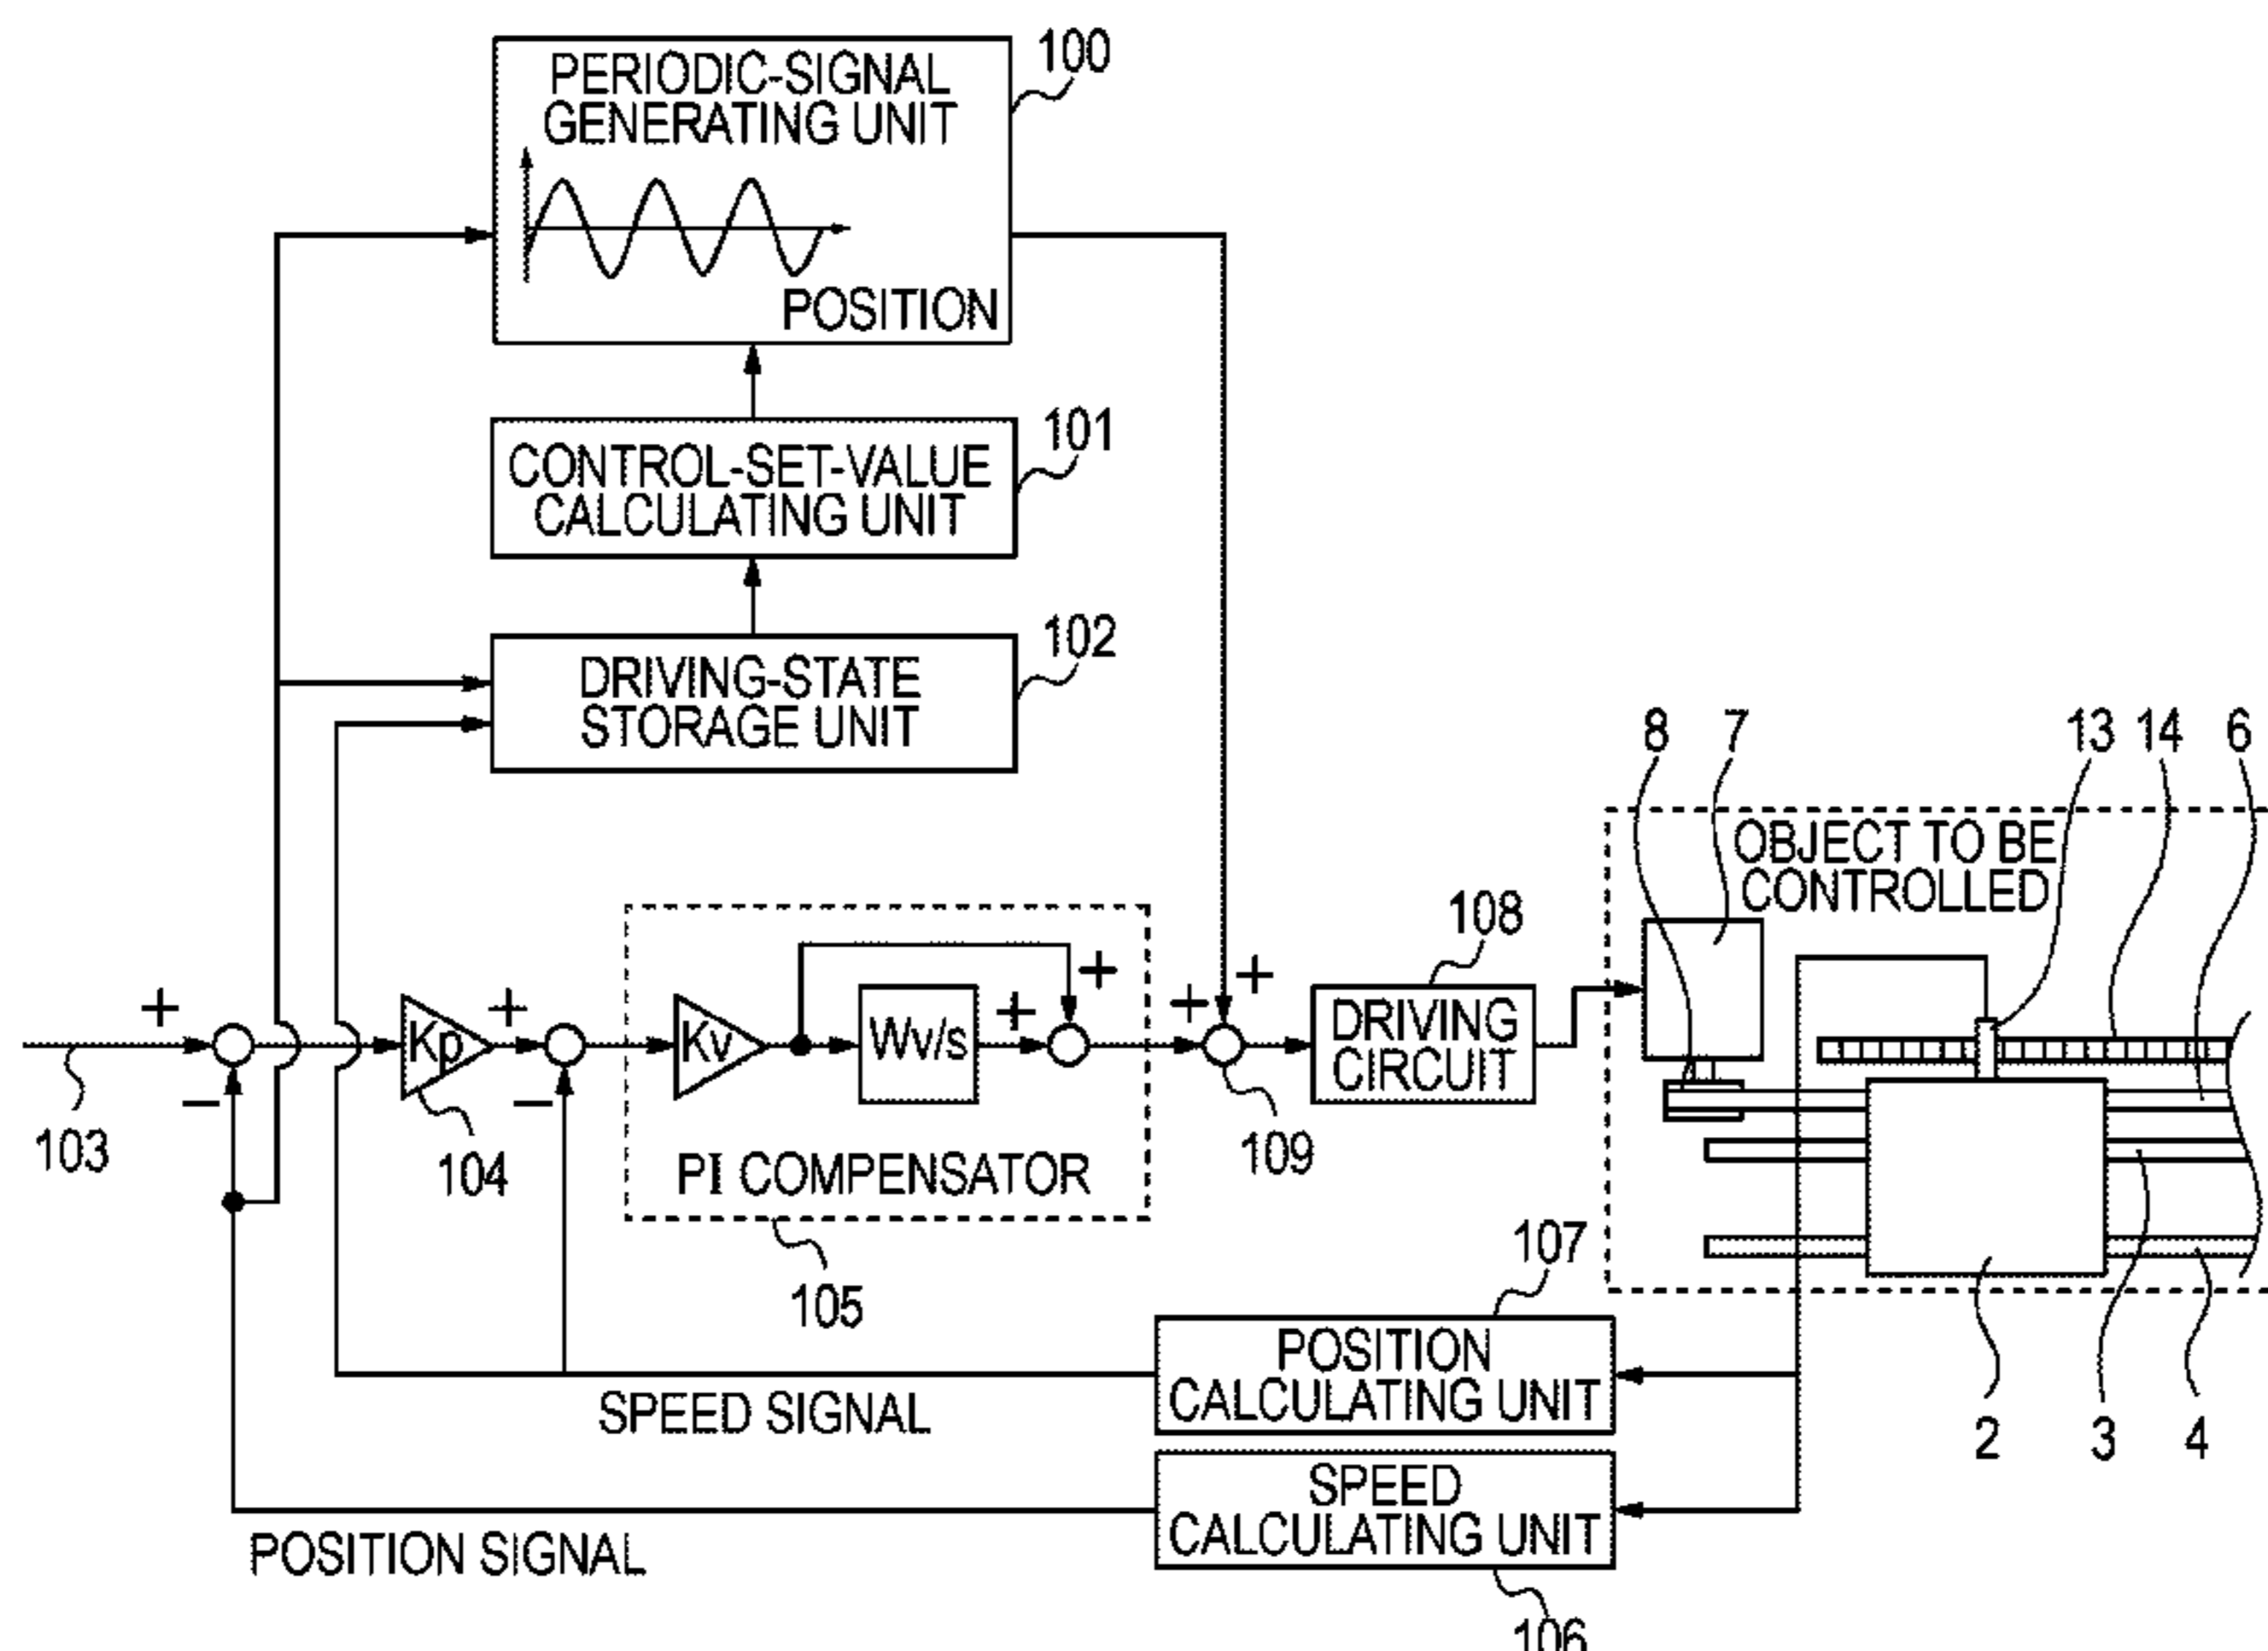 100
PERIODIC-SIGNAL
GENERATING UNIT
POSITION
101
CONTROL-SET-VALUE
CALCULATING UNIT
102
DRIVING-STATE
STORAGE UNIT
8
7
13
14
6
OBJECT TO BE
CONTROLLED
108
+
Kp
+
Kv
Wv/s
+
+
+
+
DRIVING
CIRCUIT
−
−
103
104
PI COMPENSATOR
109
105
107
POSITION
CALCULATING UNIT
2
3
4
SPEED SIGNAL
SPEED
CALCULATING UNIT
POSITION SIGNAL
106